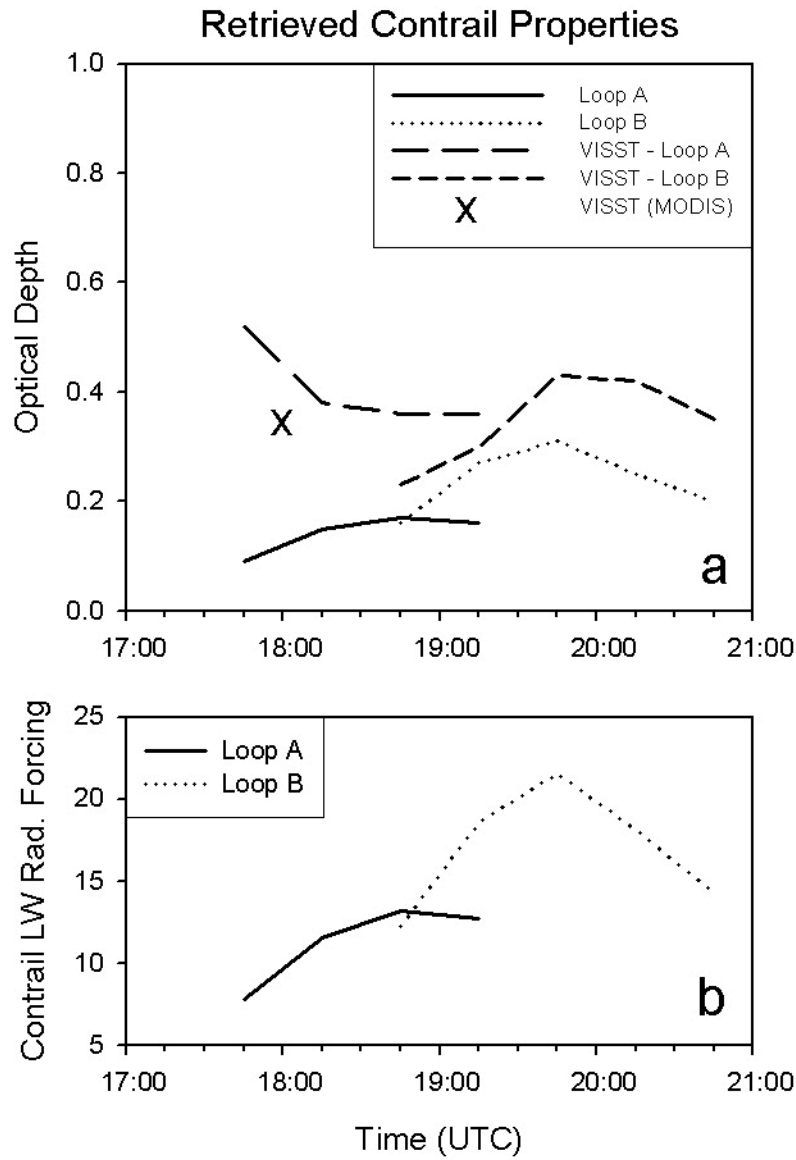 Retrieved Contrail Properties
1.0
0.8
0.6
0.4
0.2
0.0
Optical Depth
Loop A
Loop B
VISST - Loop A
VISST - Loop B
X VISST (MODIS)
X
a
17:00 18:00 19:00 20:00 21:00
25
20
15
10
5
Contrail LW Rad. Forcing
Loop A
Loop B
b
17:00 18:00 19:00 20:00 21:00
Time (UTC)